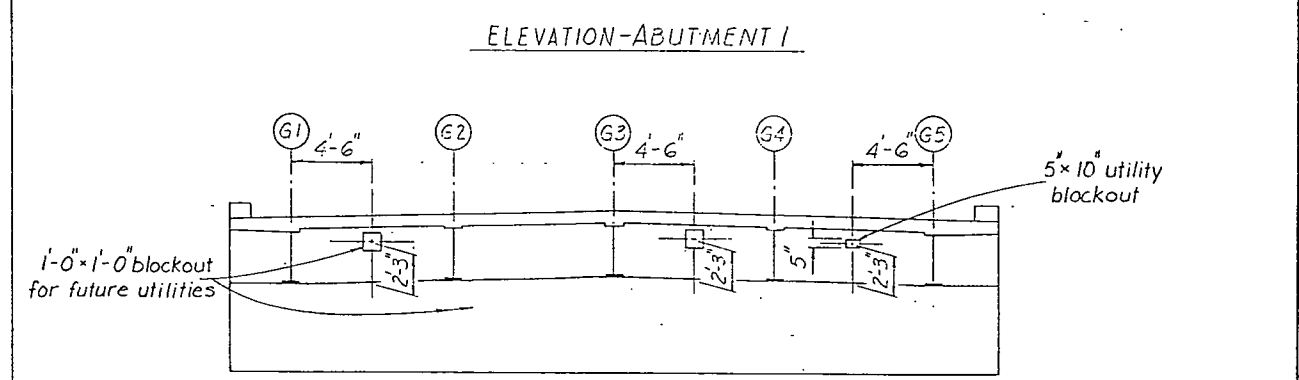 ELEVATION-ABUTMENT 1
G1
G2
G3
G4
G5
4'-6"
4'-6"
4'-6"
5"×10" utility
blockout
1'-0"×1'-0" blockout
for future utilities
2'-3"
2'-3"
5"
2'-3"